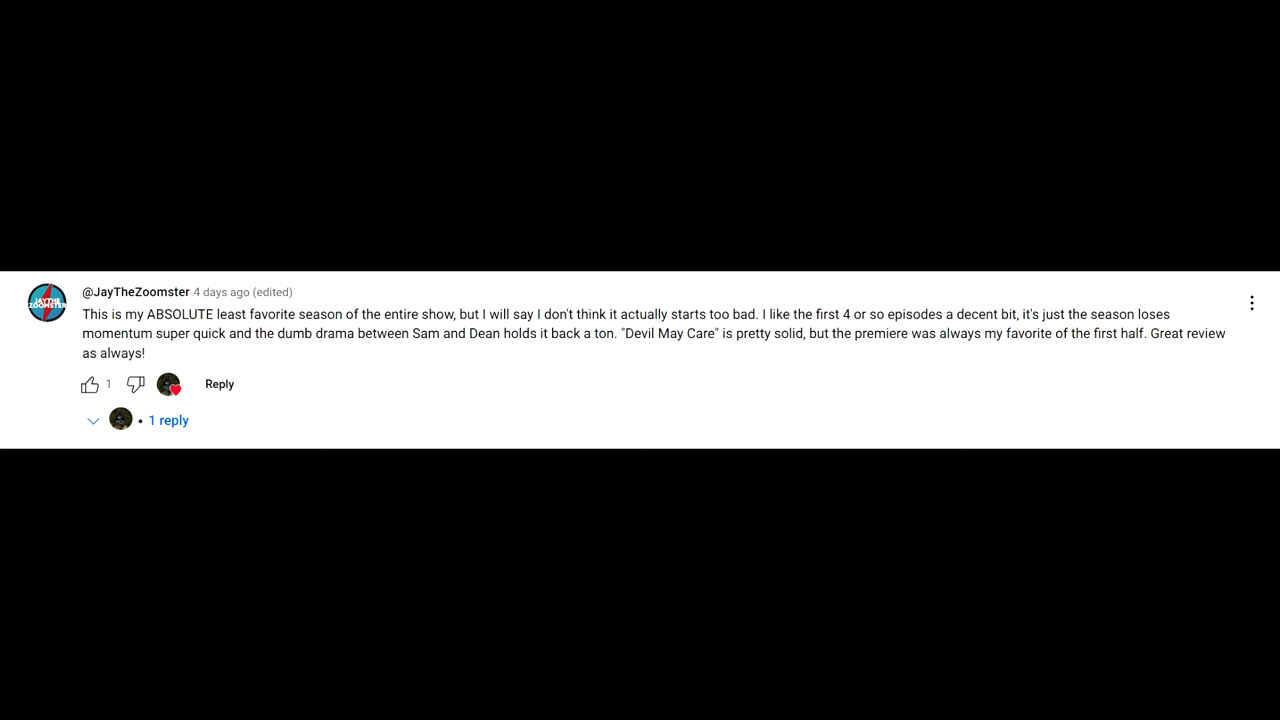 @JayTheZoomster 4 days ago (edited)
This is my ABSOLUTE least favorite season of the entire show, but I will say I don't think it actually starts too bad. I like the first 4 or so episodes a decent bit, it's just the season loses
momentum super quick and the dumb drama between Sam and Dean holds it back a ton. "Devil May Care" is pretty solid, but the premiere was always my favorite of the first half. Great review
as always!
1 Reply
• 1 reply
JAYTHE
ZOOMSTER